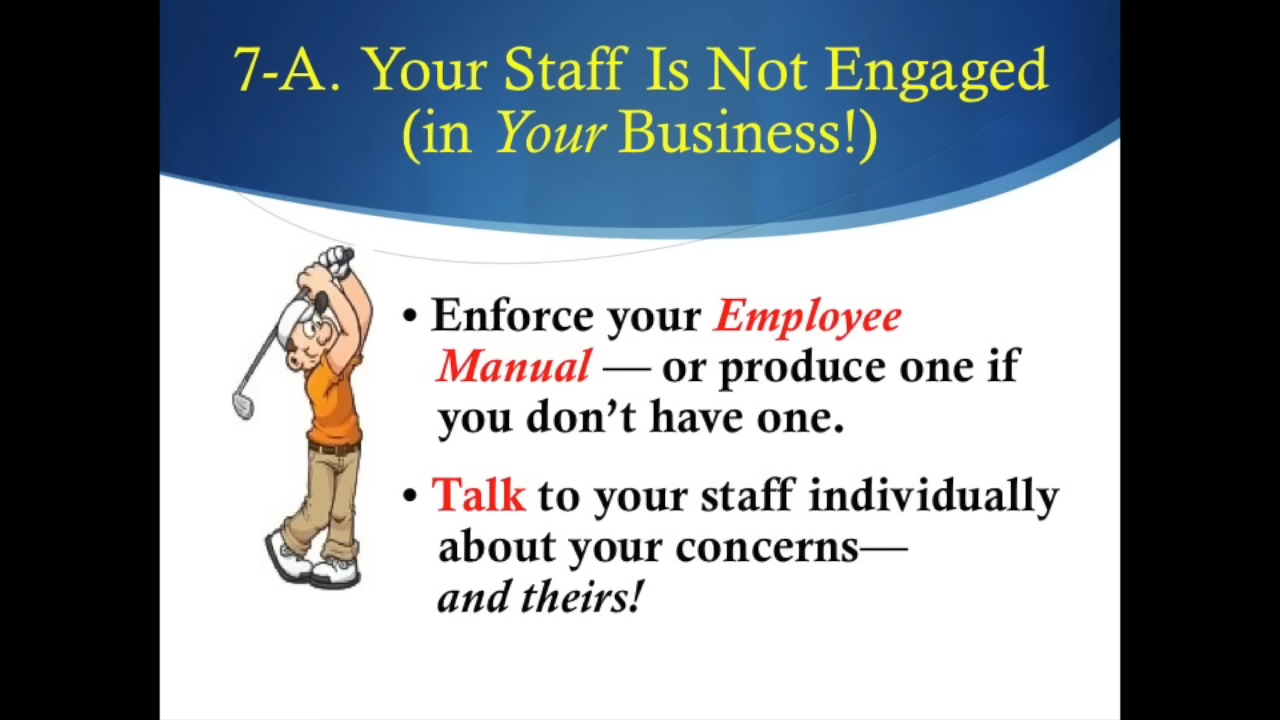 7-A. Your Staff Is Not Engaged
(in Your Business!)
• Enforce your Employee
Manual — or produce one if
you don’t have one.
• Talk to your staff individually
about your concerns—
and theirs!